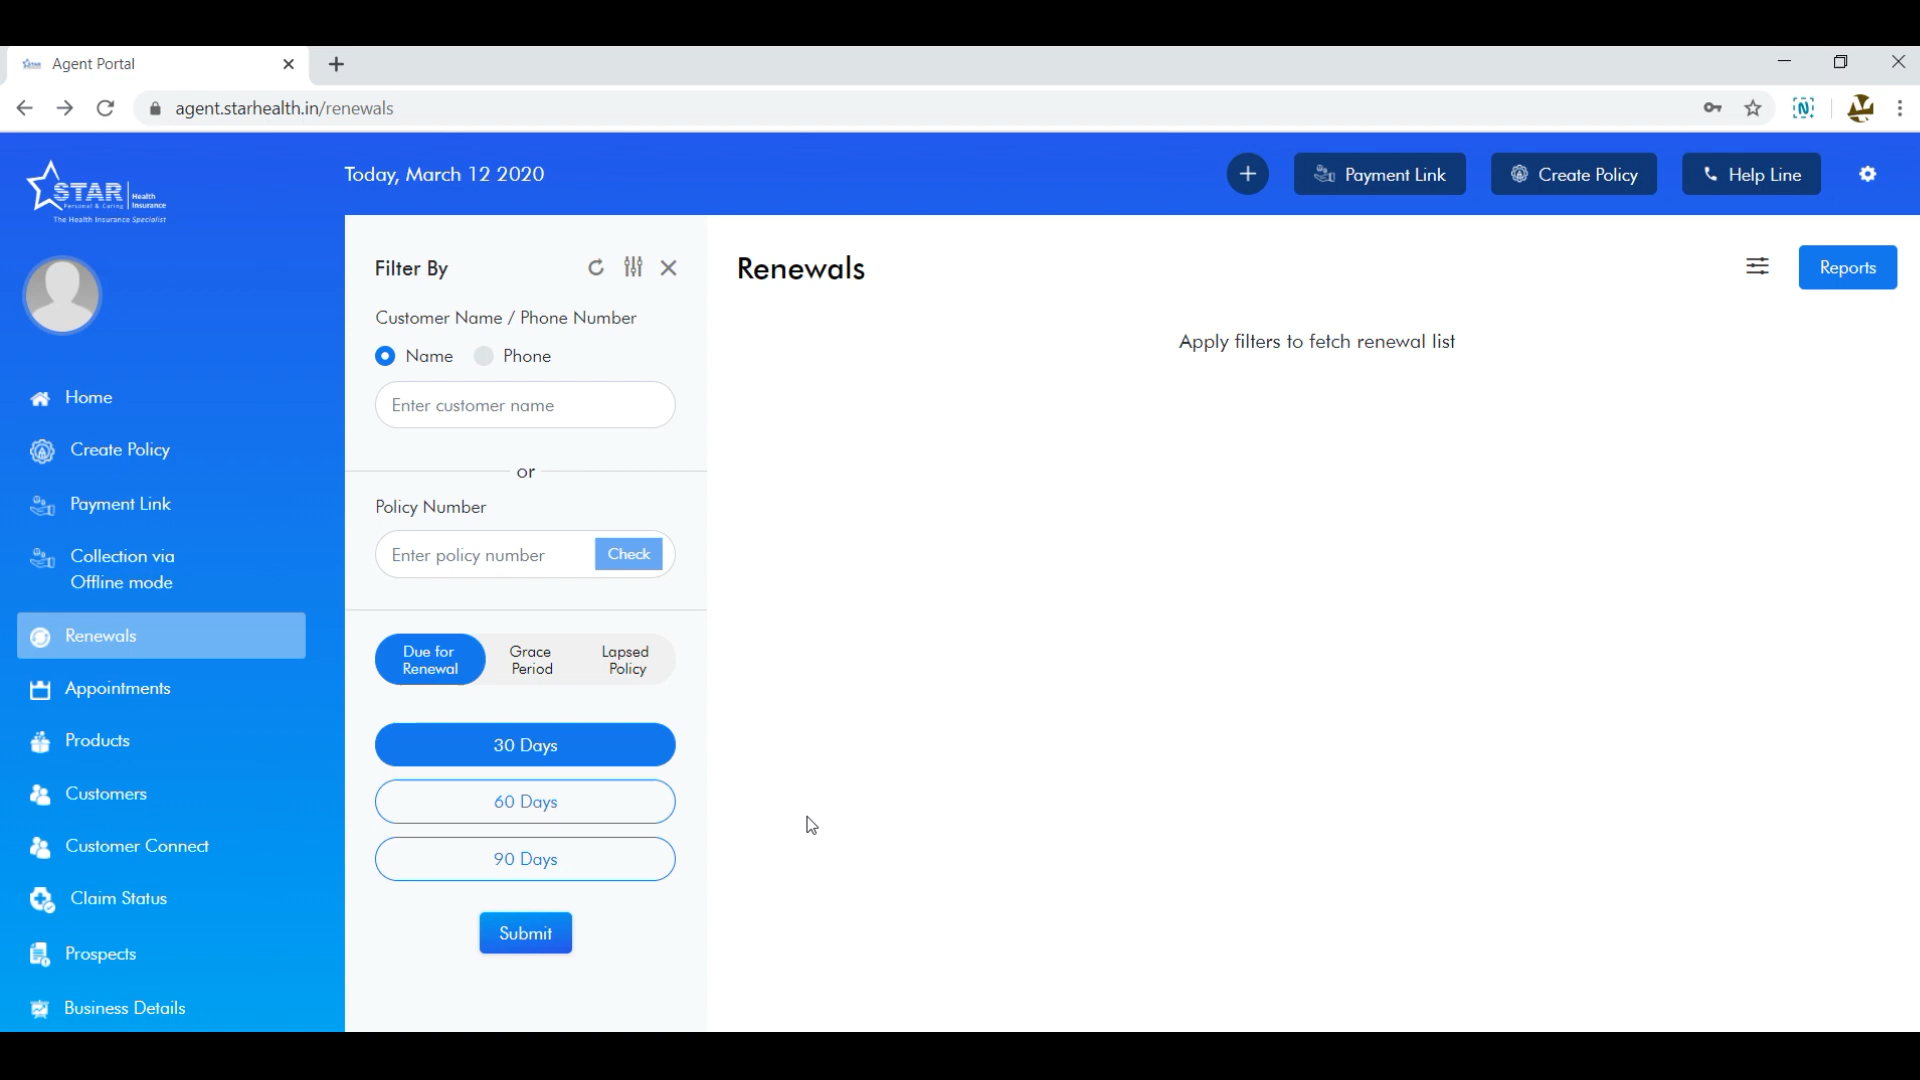 Agent Portal
agent.starhealth.in/renewals
STAR Health Insurance
Personal & Caring
The Health Insurance Specialist
Today, March 12 2020
Payment Link
Create Policy
Help Line
Home
Create Policy
Payment Link
Collection via
Offline mode
Renewals
Appointments
Products
Customers
Customer Connect
Claim Status
Prospects
Business Details
Filter By
Customer Name / Phone Number
Name Phone
Enter customer name
or
Policy Number
Enter policy number Check
Due for Renewal
Grace Period
Lapsed Policy
30 Days
60 Days
90 Days
Submit
Renewals
Reports
Apply filters to fetch renewal list